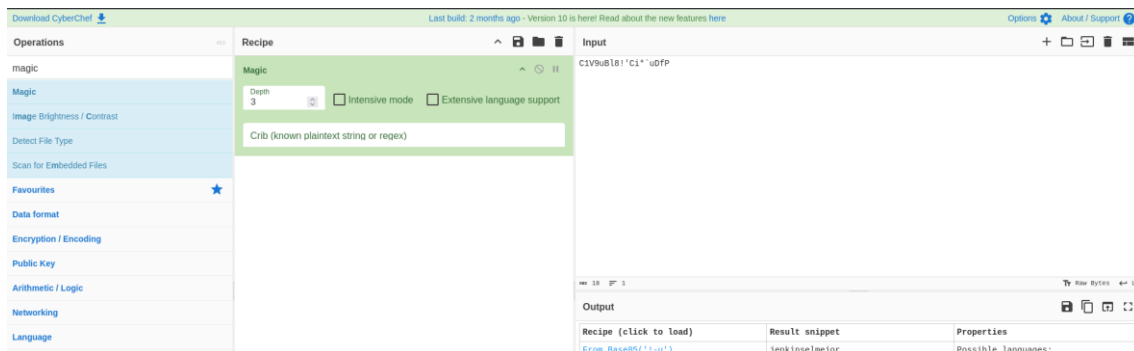 Download CyberChef
Last build: 2 months ago - Version 10 is here! Read about the new features here
Options
About / Support
Operations
Recipe
Input
magic
Magic
C1V9uBl8!'Ci*`uDfP
Magic
Depth
3
Intensive mode
Extensive language support
Image Brightness / Contrast
Crib (known plaintext string or regex)
Detect File Type
Scan for Embedded Files
Favourites
Data format
Encryption / Encoding
Public Key
Arithmetic / Logic
18
1
Raw Bytes
Networking
Output
Language
Recipe (click to load)
Result snippet
Properties
From Base85('!-u')
jenkinselmejor
Possible languages: